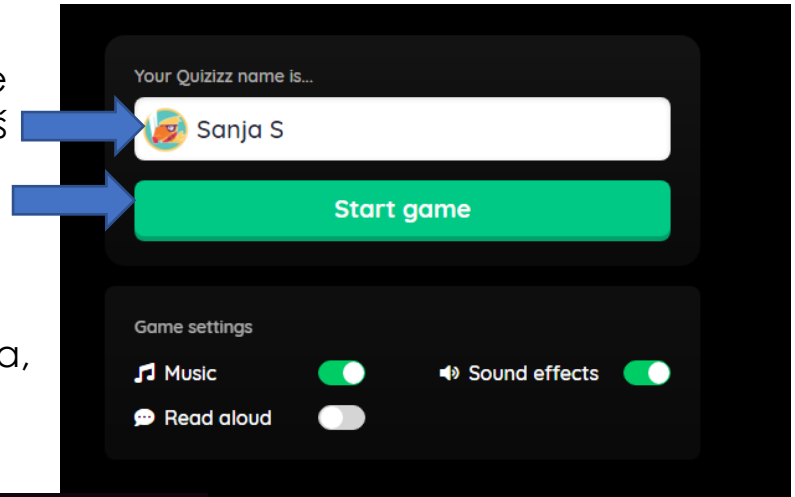 Your Quizizz name is...
Sanja S
Start game
Game settings
Music
Sound effects
Read aloud
a,